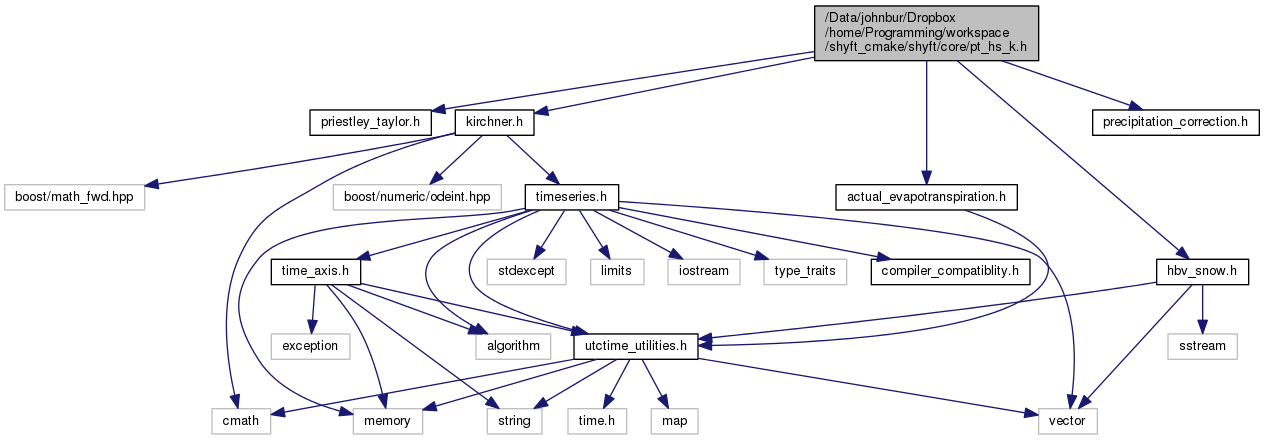 /Data/johnbur/Dropbox
/home/Programming/workspace
/shyft_cmake/shyft/core/pt_hs_k.h
priestley_taylor.h
kirchner.h
precipitation_correction.h
boost/math_fwd.hpp
boost/numeric/odeint.hpp
timeseries.h
actual_evapotranspiration.h
time_axis.h
stdexcept
limits
iostream
type_traits
compiler_compatiblity.h
hbv_snow.h
exception
algorithm
utctime_utilities.h
sstream
cmath
memory
string
time.h
map
vector